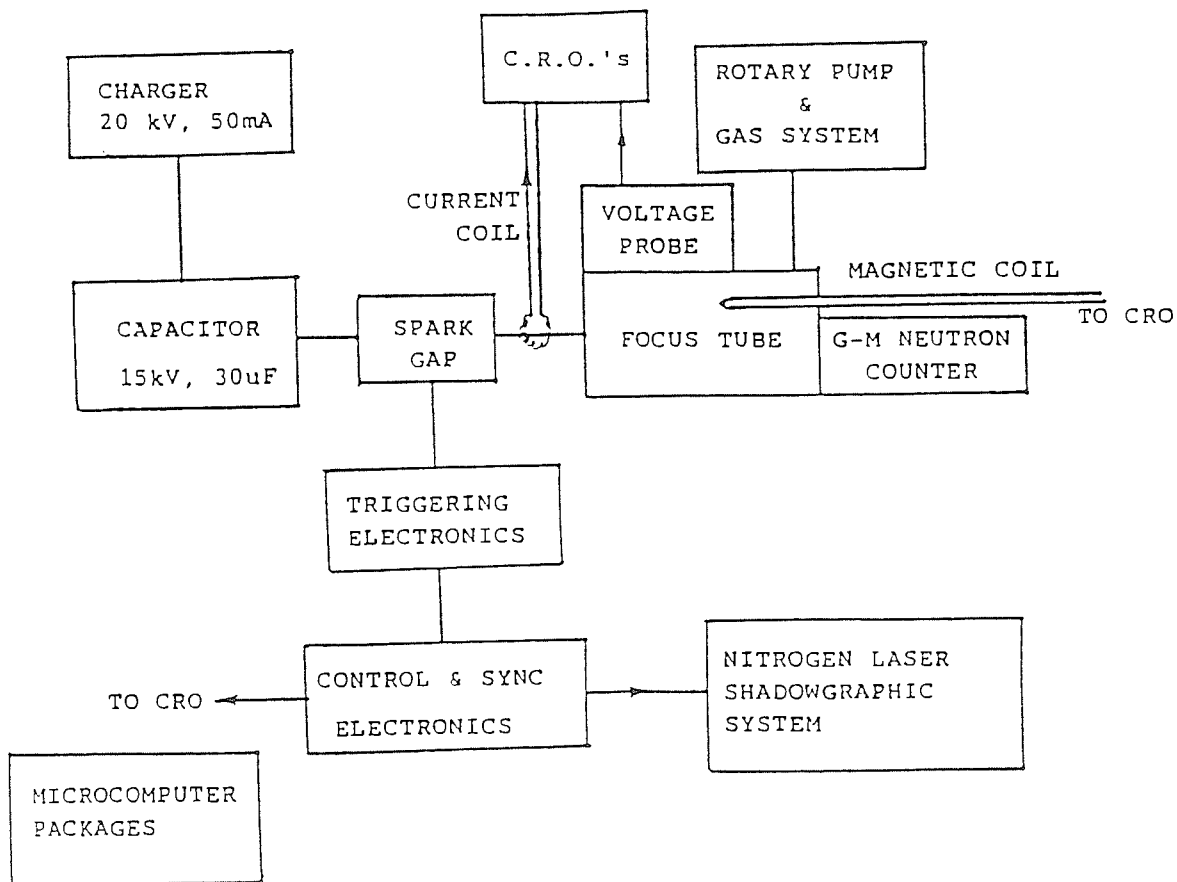 C.R.O.'s
ROTARY PUMP
&
GAS SYSTEM
CHARGER
20 kV, 50mA
CURRENT
COIL
VOLTAGE
PROBE
MAGNETIC COIL
TO CRO
CAPACITOR
15kV, 30uF
SPARK
GAP
FOCUS TUBE
G-M NEUTRON
COUNTER
TRIGGERING
ELECTRONICS
CONTROL & SYNC
ELECTRONICS
TO CRO
NITROGEN LASER
SHADOWGRAPHIC
SYSTEM
MICROCOMPUTER
PACKAGES